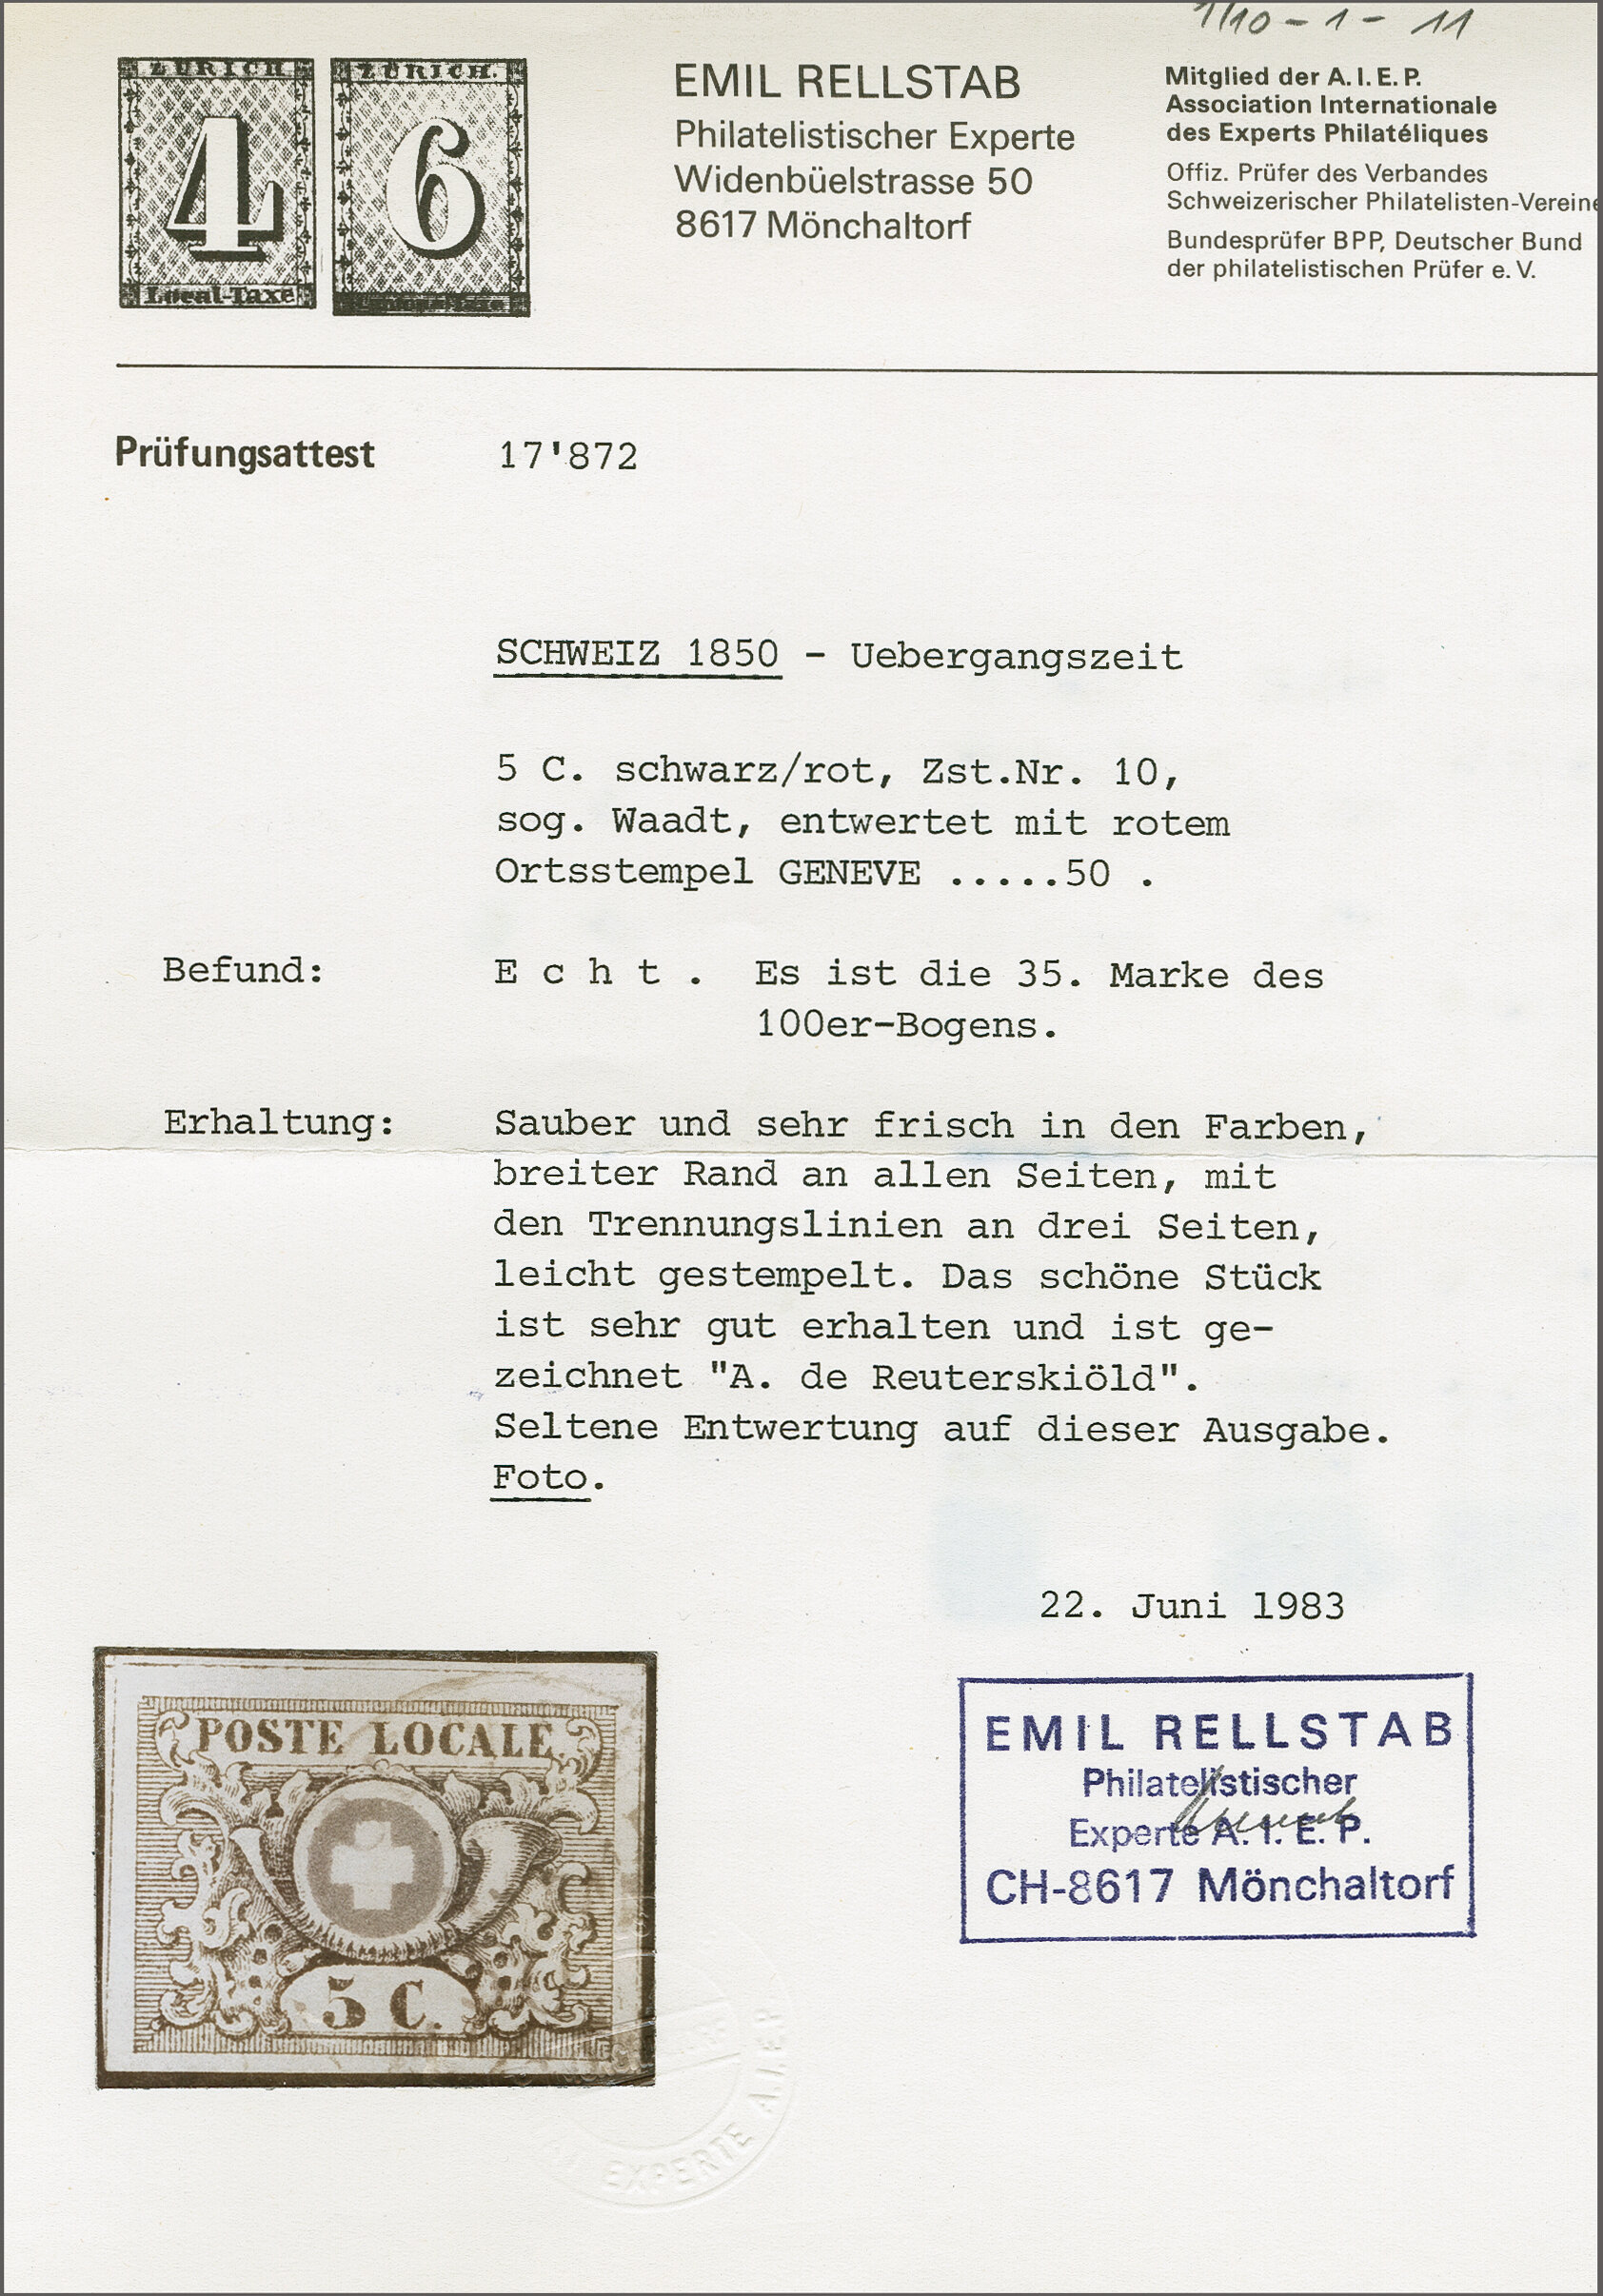 1/10 - 1 - 11
ZÜRICH
4
Local-Taxe
ZÜRICH.
6
EMIL RELLSTAB
Philatelistischer Experte
Widenbüelstrasse 50
8617 Mönchaltorf
Mitglied der A.I.E.P.
Association Internationale
des Experts Philatéliques
Offiz. Prüfer des Verbandes
Schweizerischer Philatelisten-Vereine
Bundesprüfer BPP, Deutscher Bund
der philatelistischen Prüfer e.V.
Prüfungsattest 17'872
SCHWEIZ 1850 - Uebergangszeit
5 C. schwarz/rot, Zst.Nr. 10,
sog. Waadt, entwertet mit rotem
Ortsstempel GENEVE .....50 .
Befund: E c h t . Es ist die 35. Marke des
100er-Bogens.
Erhaltung: Sauber und sehr frisch in den Farben,
breiter Rand an allen Seiten, mit
den Trennungslinien an drei Seiten,
leicht gestempelt. Das schöne Stück
ist sehr gut erhalten und ist ge-
zeichnet "A. de Reuterskiöld".
Seltene Entwertung auf dieser Ausgabe.
Foto.
22. Juni 1983
POSTE LOCALE
5 C.
EMIL RELLSTAB
Philatelistischer
Experte A. I. E. P.
CH-8617 Mönchaltorf
EXPERTE A.I.E.P